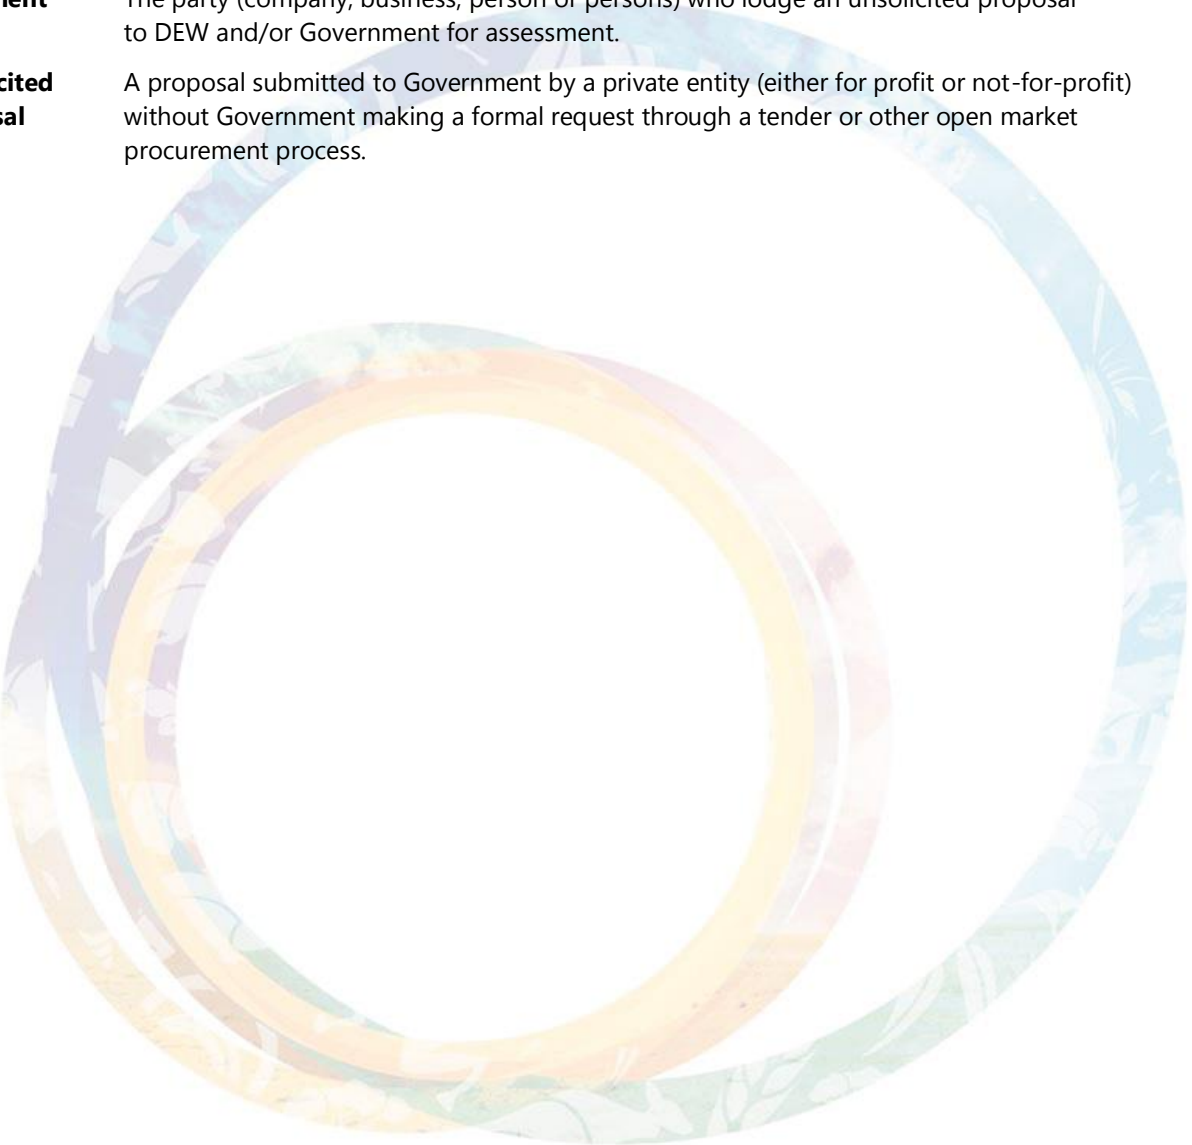 The party (company, business, person or persons) who lodge an unsolicited proposal
to DEW and/or Government for assessment.
A proposal submitted to Government by a private entity (either for profit or not-for-profit)
without Government making a formal request through a tender or other open market
procurement process.